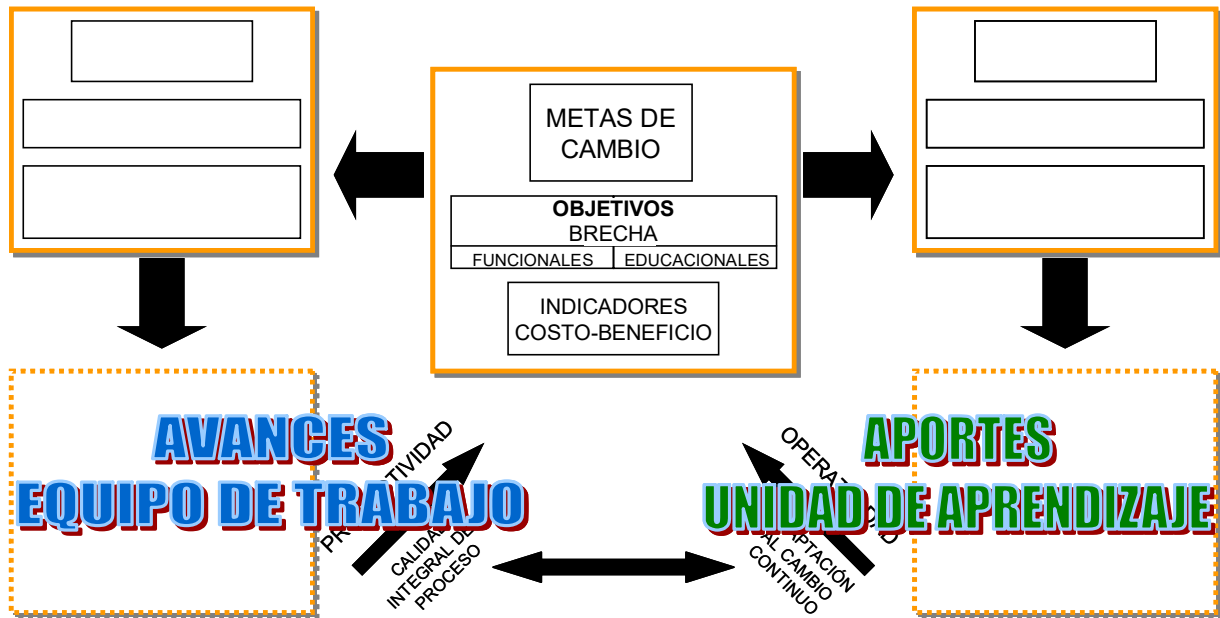 METAS DE
CAMBIO
OBJETIVOS
BRECHA
FUNCIONALES EDUCACIONALES
INDICADORES
COSTO-BENEFICIO
AVANCES
EQUIPO DE TRABAJO
CALIDAD
INTEGRAL DEL
PROCESO
APORTES
UNIDAD DE APRENDIZAJE
AL CAMBIO
CONTINUO